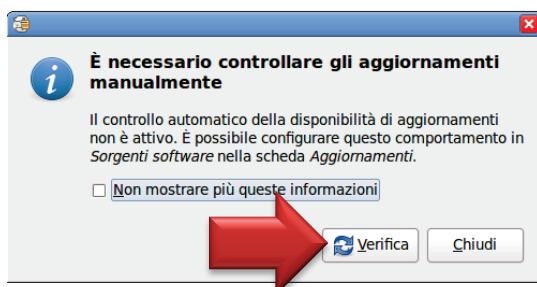 È necessario controllare gli aggiornamenti
manualmente
Il controllo automatico della disponibilità di aggiornamenti
non è attivo. È possibile configurare questo comportamento in
Sorgenti software nella scheda Aggiornamenti.
Non mostrare più queste informazioni
Verifica
Chiudi